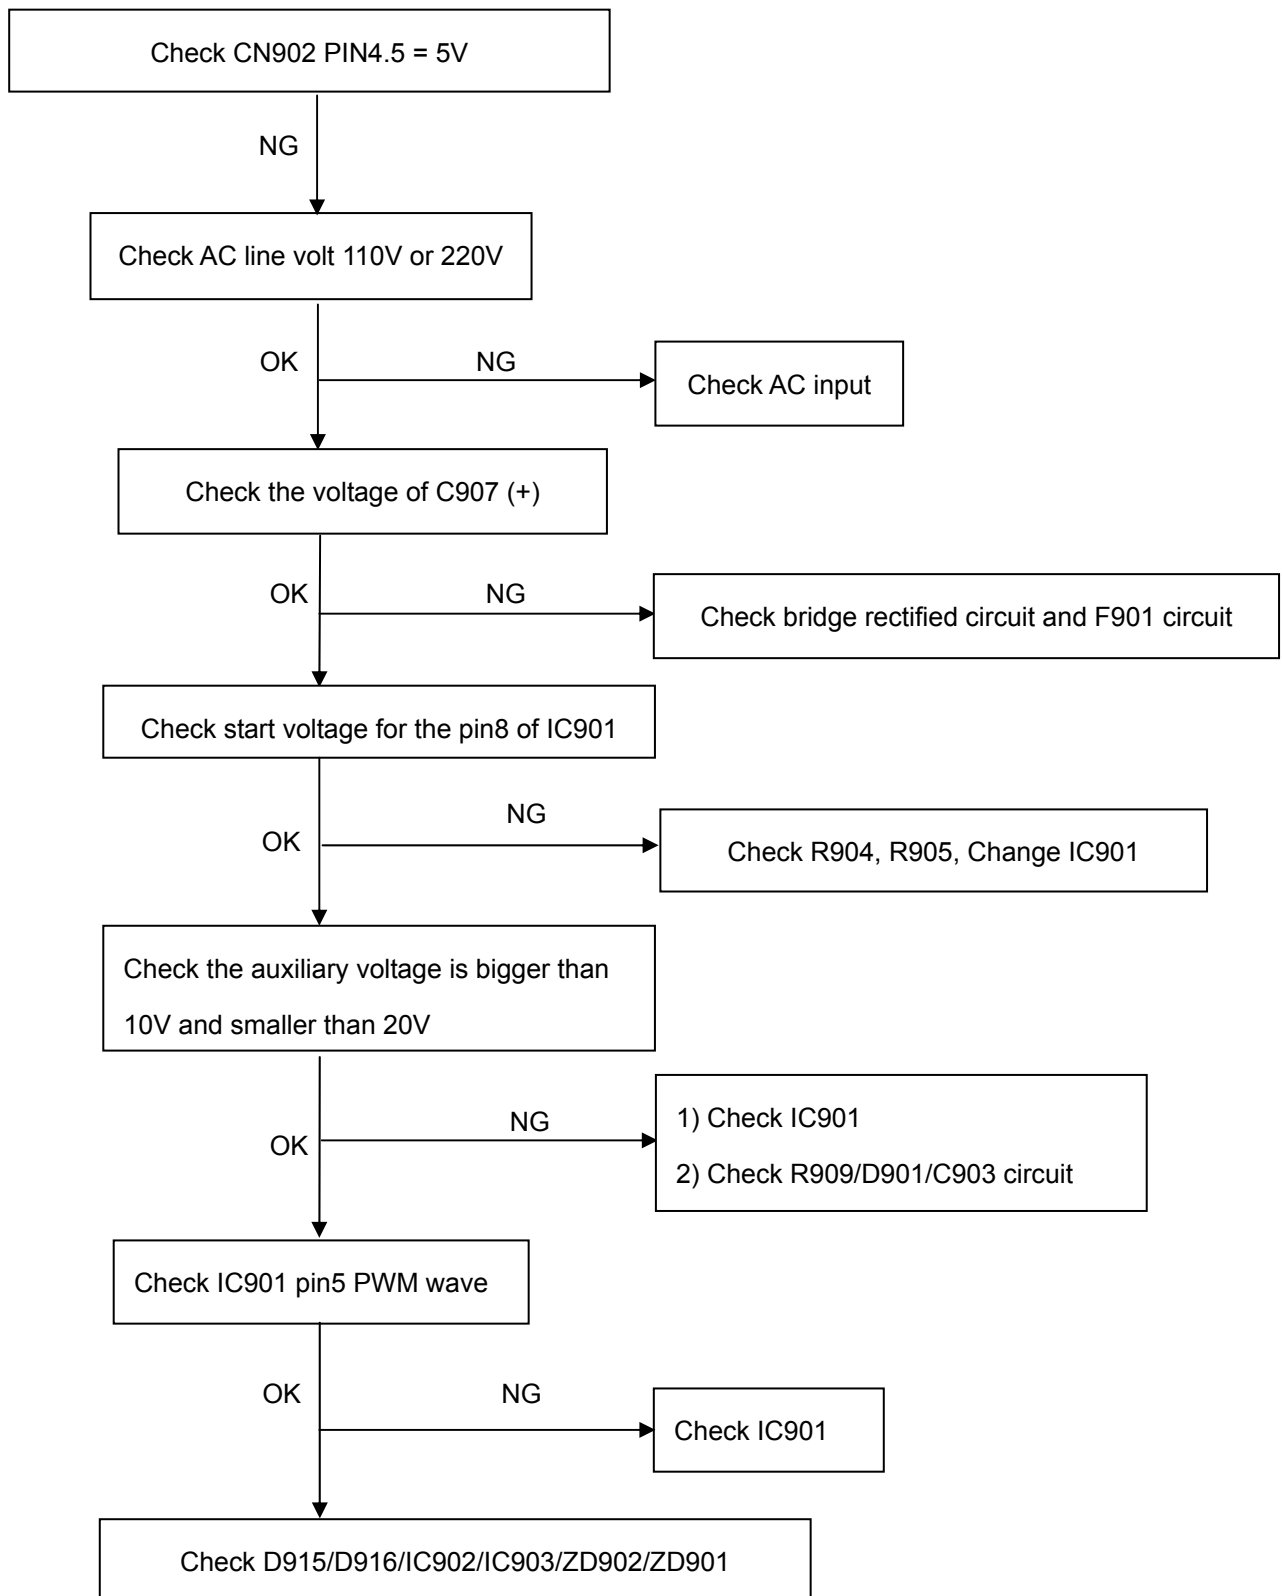 Check CN902 PIN4.5 = 5V
NG
Check AC line volt 110V or 220V
OK
NG
Check AC input
Check the voltage of C907 (+)
OK
NG
Check bridge rectified circuit and F901 circuit
Check start voltage for the pin8 of IC901
NG
OK
Check R904, R905, Change IC901
Check the auxiliary voltage is bigger than
10V and smaller than 20V
1) Check IC901
NG
OK
2) Check R909/D901/C903 circuit
Check IC901 pin5 PWM wave
OK
NG
Check IC901
Check D915/D916/IC902/IC903/ZD902/ZD901